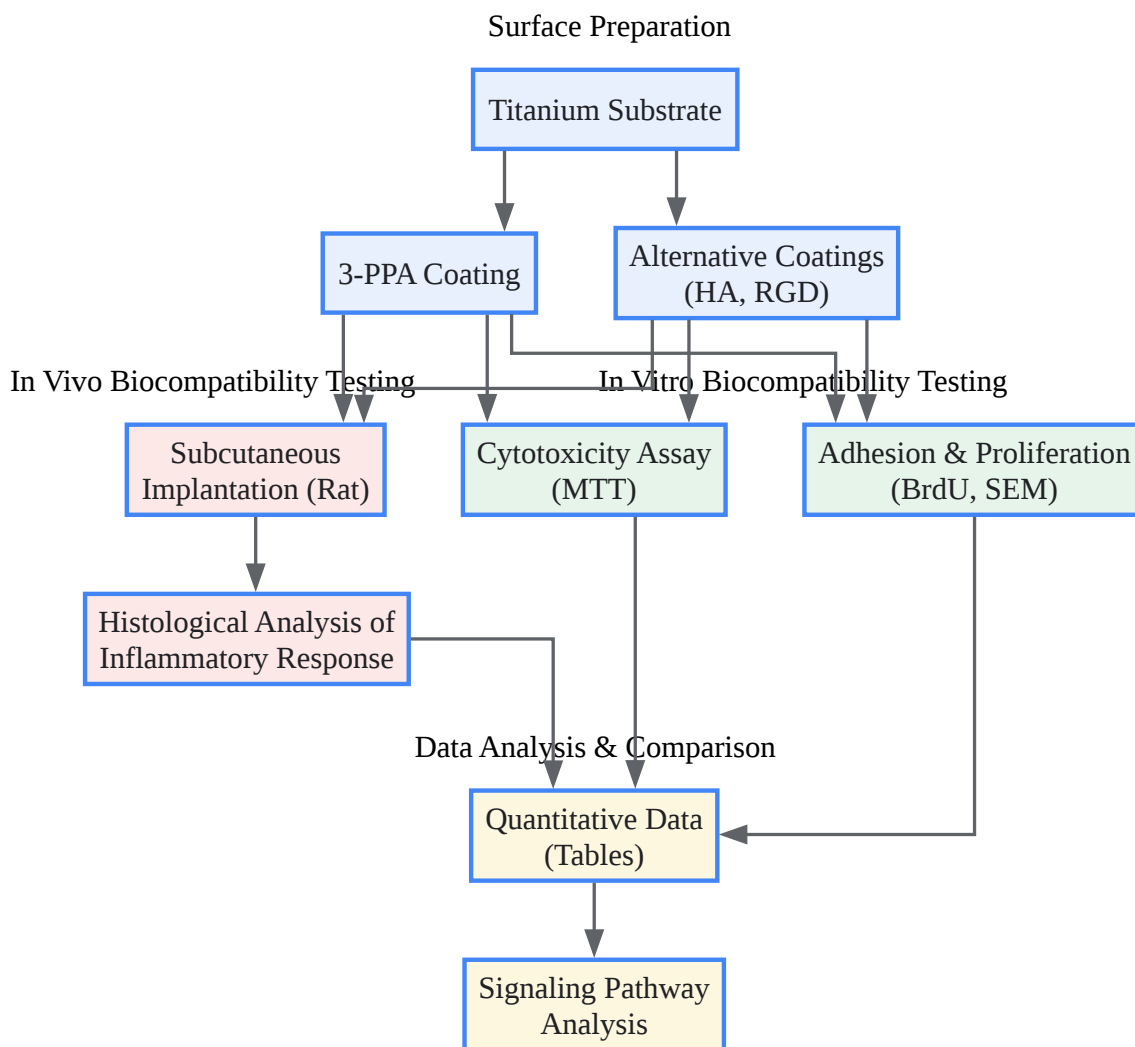 Surface Preparation
Titanium Substrate
3-PPA Coating
Alternative Coatings
(HA, RGD)
In Vivo Biocompatibility Testing
In Vitro Biocompatibility Testing
Subcutaneous
Implantation (Rat)
Cytotoxicity Assay
(MTT)
Adhesion & Proliferation
(BrdU, SEM)
Histological Analysis of
Inflammatory Response
Data Analysis & Comparison
Quantitative Data
(Tables)
Signaling Pathway
Analysis